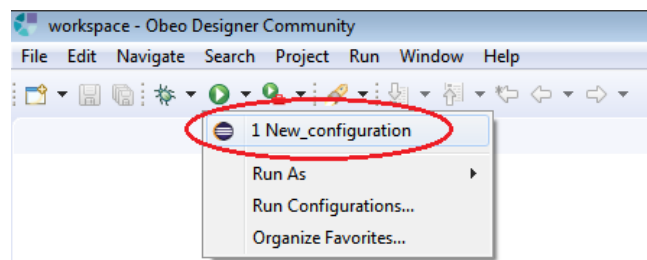 workspace - Obeo Designer Community
File Edit Navigate Search Project Run Window Help
1 New_configuration
Run As
Run Configurations...
Organize Favorites...